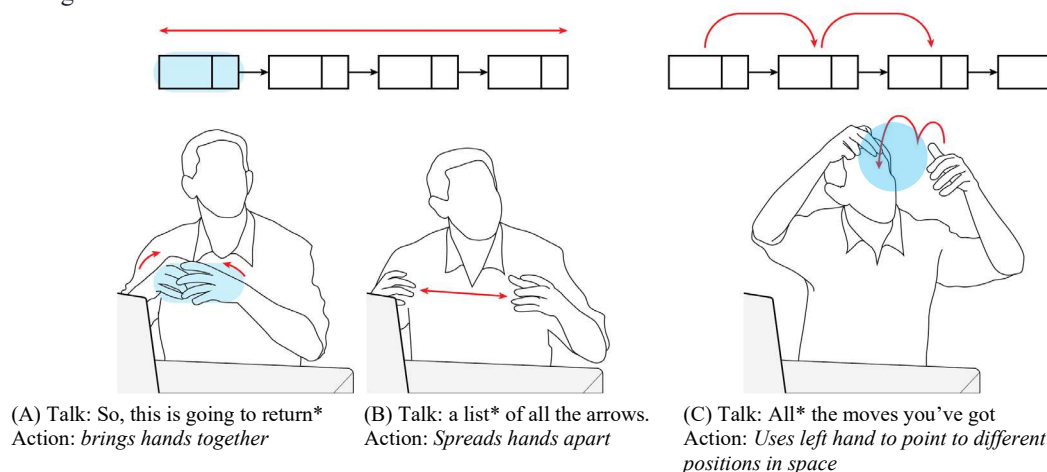 (A) Talk: So, this is going to return*
Action: brings hands together
(B) Talk: a list* of all the arrows.
Action: Spreads hands apart
(C) Talk: All* the moves you’ve got
Action: Uses left hand to point to different
positions in space